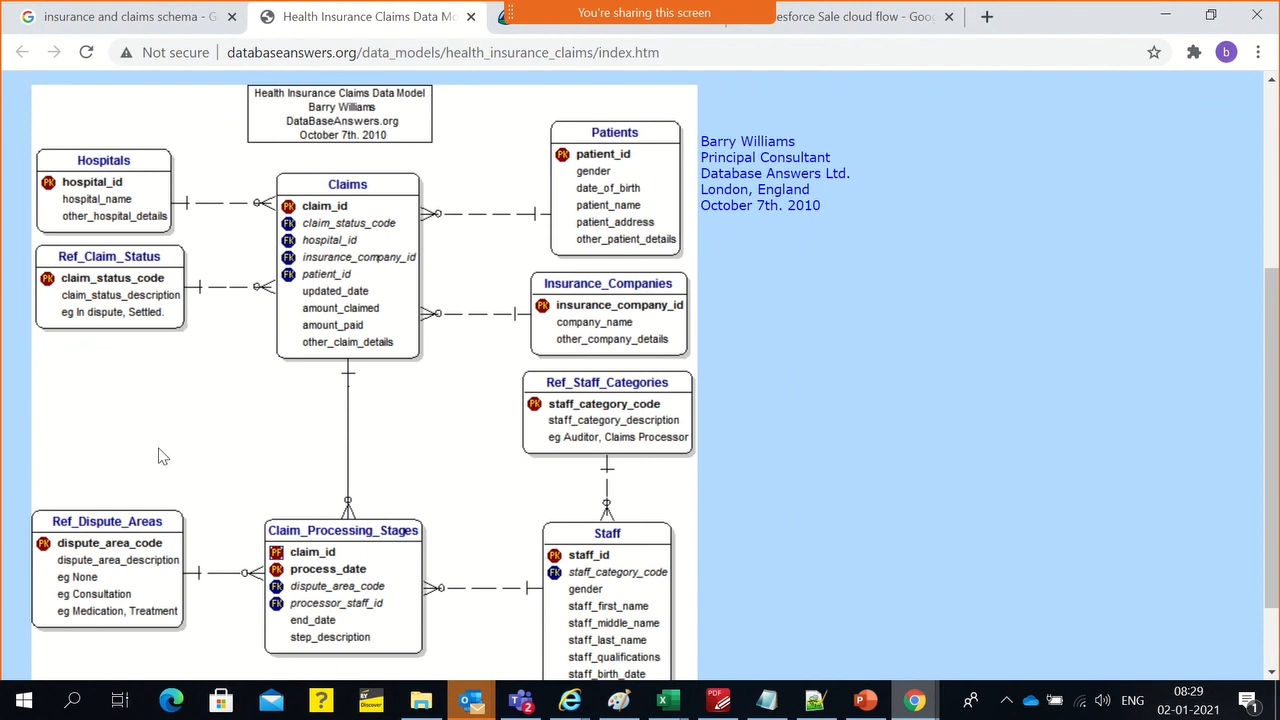 insurance and claims schema - G
Health Insurance Claims Data Mo
You're sharing this screen
esforce Sale cloud flow - Goog
Not secure
databaseanswers.org/data_models/health_insurance_claims/index.htm
b
Health Insurance Claims Data Model
Barry Williams
DataBaseAnswers.org
October 7th. 2010
Hospitals
PK hospital_id
hospital_name
other_hospital_details
Ref_Claim_Status
PK claim_status_code
claim_status_description
eg In dispute, Settled.
Claims
PK claim_id
FK claim_status_code
FK hospital_id
FK insurance_company_id
FK patient_id
updated_date
amount_claimed
amount_paid
other_claim_details
Patients
PK patient_id
gender
date_of_birth
patient_name
patient_address
other_patient_details
Insurance_Companies
PK insurance_company_id
company_name
other_company_details
Ref_Staff_Categories
PK staff_category_code
staff_category_description
eg Auditor, Claims Processor
Ref_Dispute_Areas
PK dispute_area_code
dispute_area_description
eg None
eg Consultation
eg Medication, Treatment
Claim_Processing_Stages
PF claim_id
PK process_date
FK dispute_area_code
FK processor_staff_id
end_date
step_description
Staff
PK staff_id
FK staff_category_code
gender
staff_first_name
staff_middle_name
staff_last_name
staff_qualifications
staff_birth_date
Barry Williams
Principal Consultant
Database Answers Ltd.
London, England
October 7th. 2010
EY
Discover
2
PDF
ENG
08:29
02-01-2021
1